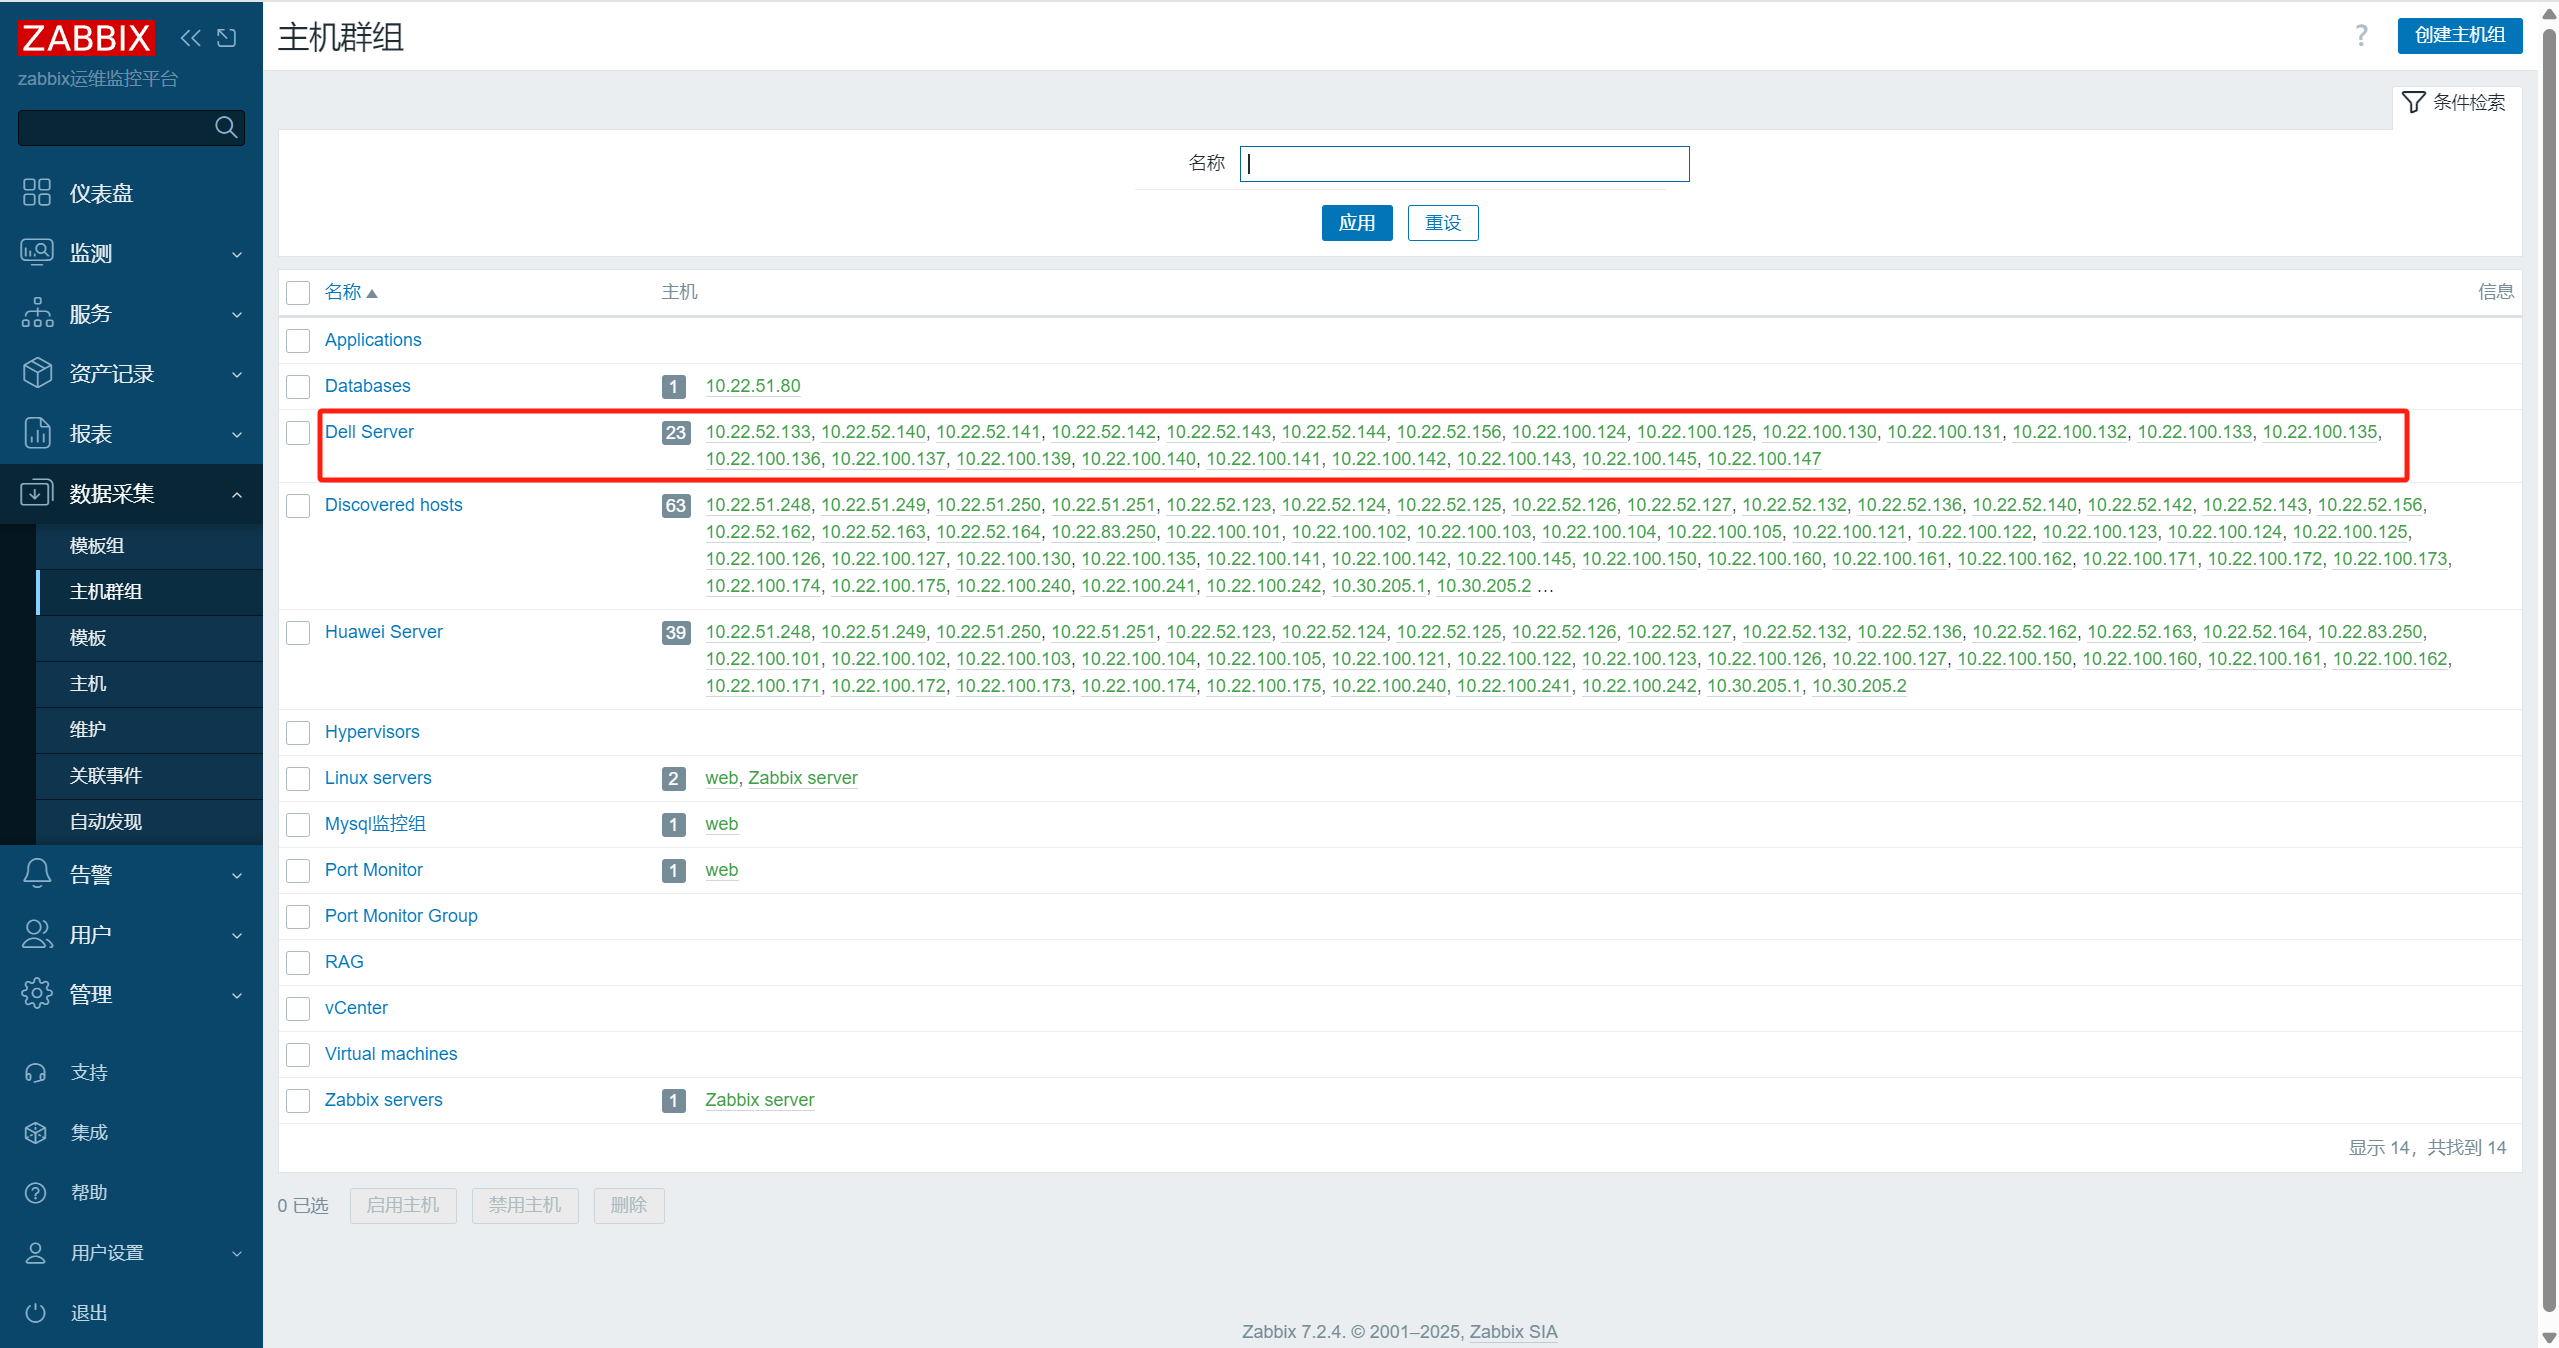 ZABBIX
zabbix运维监控平台
仪表盘
监测
服务
资产记录
报表
数据采集
模板组
主机群组
模板
主机
维护
关联事件
自动发现
告警
用户
管理
支持
集成
帮助
用户设置
退出
主机群组
?
创建主机组
条件检索
名称
应用 重设
名称 主机 信息
Applications
Databases 1 10.22.51.80
Dell Server 23 10.22.52.133, 10.22.52.140, 10.22.52.141, 10.22.52.142, 10.22.52.143, 10.22.52.144, 10.22.52.156, 10.22.100.124, 10.22.100.125, 10.22.100.130, 10.22.100.131, 10.22.100.132, 10.22.100.133, 10.22.100.135,
10.22.100.136, 10.22.100.137, 10.22.100.139, 10.22.100.140, 10.22.100.141, 10.22.100.142, 10.22.100.143, 10.22.100.145, 10.22.100.147
Discovered hosts 63 10.22.51.248, 10.22.51.249, 10.22.51.250, 10.22.51.251, 10.22.52.123, 10.22.52.124, 10.22.52.125, 10.22.52.126, 10.22.52.127, 10.22.52.132, 10.22.52.136, 10.22.52.140, 10.22.52.142, 10.22.52.143, 10.22.52.156,
10.22.52.162, 10.22.52.163, 10.22.52.164, 10.22.83.250, 10.22.100.101, 10.22.100.102, 10.22.100.103, 10.22.100.104, 10.22.100.105, 10.22.100.121, 10.22.100.122, 10.22.100.123, 10.22.100.124, 10.22.100.125,
10.22.100.126, 10.22.100.127, 10.22.100.130, 10.22.100.135, 10.22.100.141, 10.22.100.142, 10.22.100.145, 10.22.100.150, 10.22.100.160, 10.22.100.161, 10.22.100.162, 10.22.100.171, 10.22.100.172, 10.22.100.173,
10.22.100.174, 10.22.100.175, 10.22.100.240, 10.22.100.241, 10.22.100.242, 10.30.205.1, 10.30.205.2 …
Huawei Server 39 10.22.51.248, 10.22.51.249, 10.22.51.250, 10.22.51.251, 10.22.52.123, 10.22.52.124, 10.22.52.125, 10.22.52.126, 10.22.52.127, 10.22.52.132, 10.22.52.136, 10.22.52.162, 10.22.52.163, 10.22.52.164, 10.22.83.250,
10.22.100.101, 10.22.100.102, 10.22.100.103, 10.22.100.104, 10.22.100.105, 10.22.100.121, 10.22.100.122, 10.22.100.123, 10.22.100.126, 10.22.100.127, 10.22.100.150, 10.22.100.160, 10.22.100.161, 10.22.100.162,
10.22.100.171, 10.22.100.172, 10.22.100.173, 10.22.100.174, 10.22.100.175, 10.22.100.240, 10.22.100.241, 10.22.100.242, 10.30.205.1, 10.30.205.2
Hypervisors
Linux servers 2 web, Zabbix server
Mysql监控组 1 web
Port Monitor 1 web
Port Monitor Group
RAG
vCenter
Virtual machines
Zabbix servers 1 Zabbix server
显示 14，共找到 14
0 已选 启用主机 禁用主机 删除
Zabbix 7.2.4. © 2001–2025, Zabbix SIA